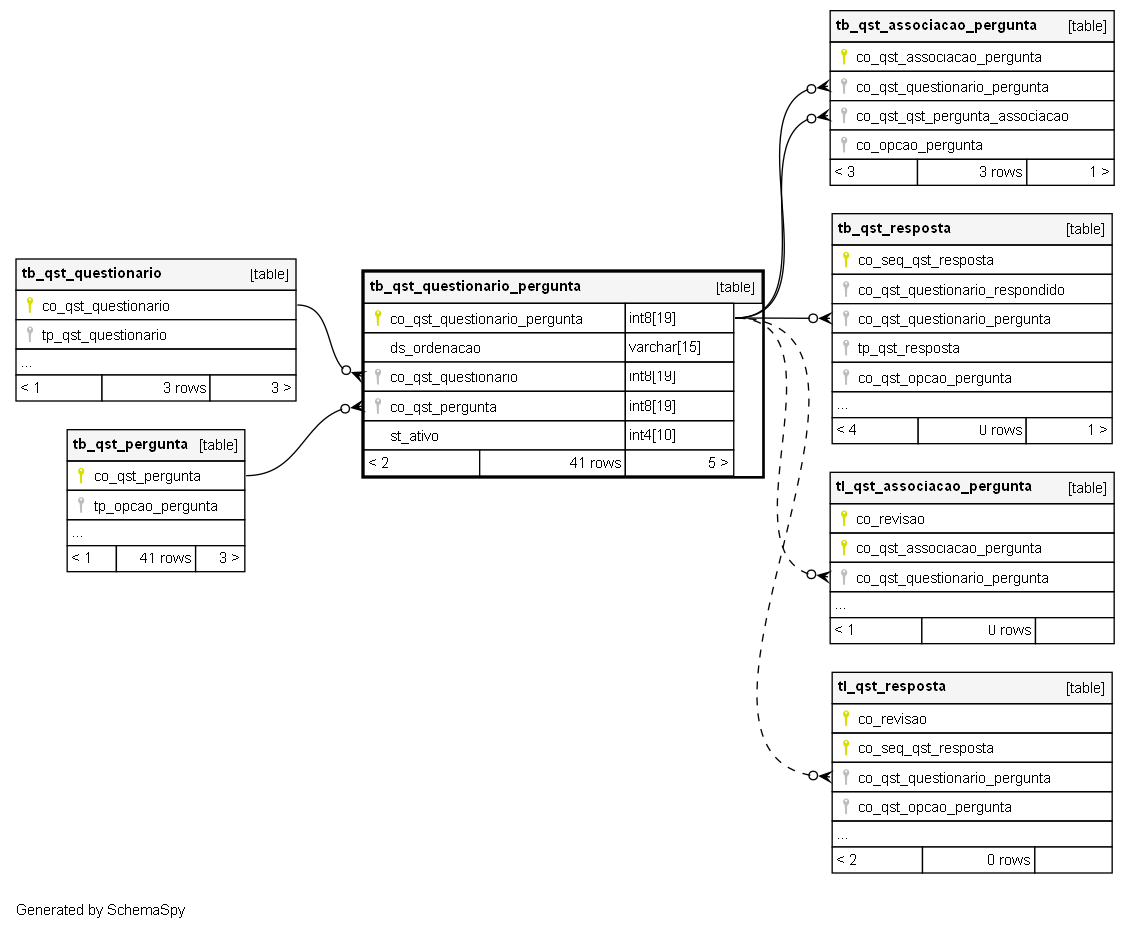 tb_qst_associacao_pergunta [table]
co_qst_associacao_pergunta
co_qst_questionario_pergunta
co_qst_qst_pergunta_associacao
co_opcao_pergunta
< 3 3 rows 1 >
tb_qst_resposta [table]
co_seq_qst_resposta
co_qst_questionario_respondido
co_qst_questionario_pergunta
tp_qst_resposta
co_qst_opcao_pergunta
...
< 4 0 rows 1 >
tb_qst_questionario [table]
co_qst_questionario
tp_qst_questionario
...
< 1 3 rows 3 >
tb_qst_questionario_pergunta [table]
co_qst_questionario_pergunta int8[19]
ds_ordenacao varchar[15]
co_qst_questionario int8[19]
co_qst_pergunta int8[19]
st_ativo int4[10]
< 2 41 rows 5 >
tb_qst_pergunta [table]
co_qst_pergunta
tp_opcao_pergunta
...
< 1 41 rows 3 >
tl_qst_associacao_pergunta [table]
co_revisao
co_qst_associacao_pergunta
co_qst_questionario_pergunta
...
< 1 0 rows
tl_qst_resposta [table]
co_revisao
co_seq_qst_resposta
co_qst_questionario_pergunta
co_qst_opcao_pergunta
...
< 2 0 rows
Generated by SchemaSpy